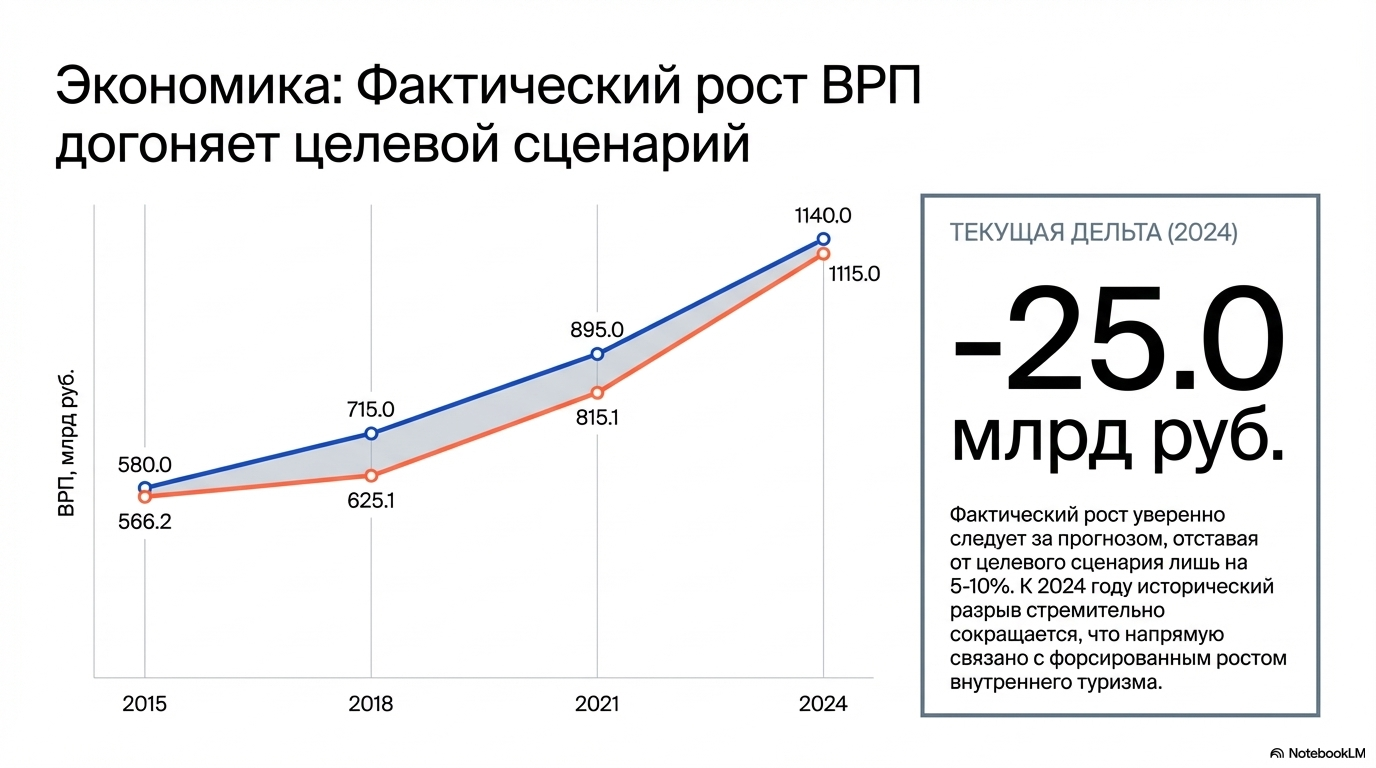 Экономика: Фактический рост ВРП
догоняет целевой сценарий
ВРП, млрд руб.
580.0
566.2
715.0
625.1
895.0
815.1
1140.0
1115.0
2015
2018
2021
2024
ТЕКУЩАЯ ДЕЛЬТА (2024)
-25.0
млрд руб.
Фактический рост уверенно
следует за прогнозом, отставая
от целевого сценария лишь на
5-10%. К 2024 году исторический
разрыв стремительно
сокращается, что напрямую
связано с форсированным ростом
внутреннего туризма.
NotebookLM